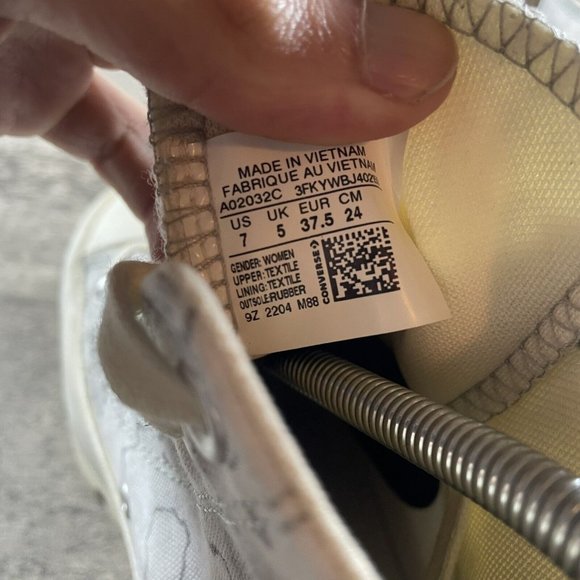 MADE IN VIETNAM
FABRIQUE AU VIETNAM
A02032C
US UK EUR CM
7 5 37.5 24
GENDER: WOMEN
UPPER: TEXTILE
LINING: TEXTILE
OUTSOLE:RUBBER
9Z 2204 M88
CONVERSE